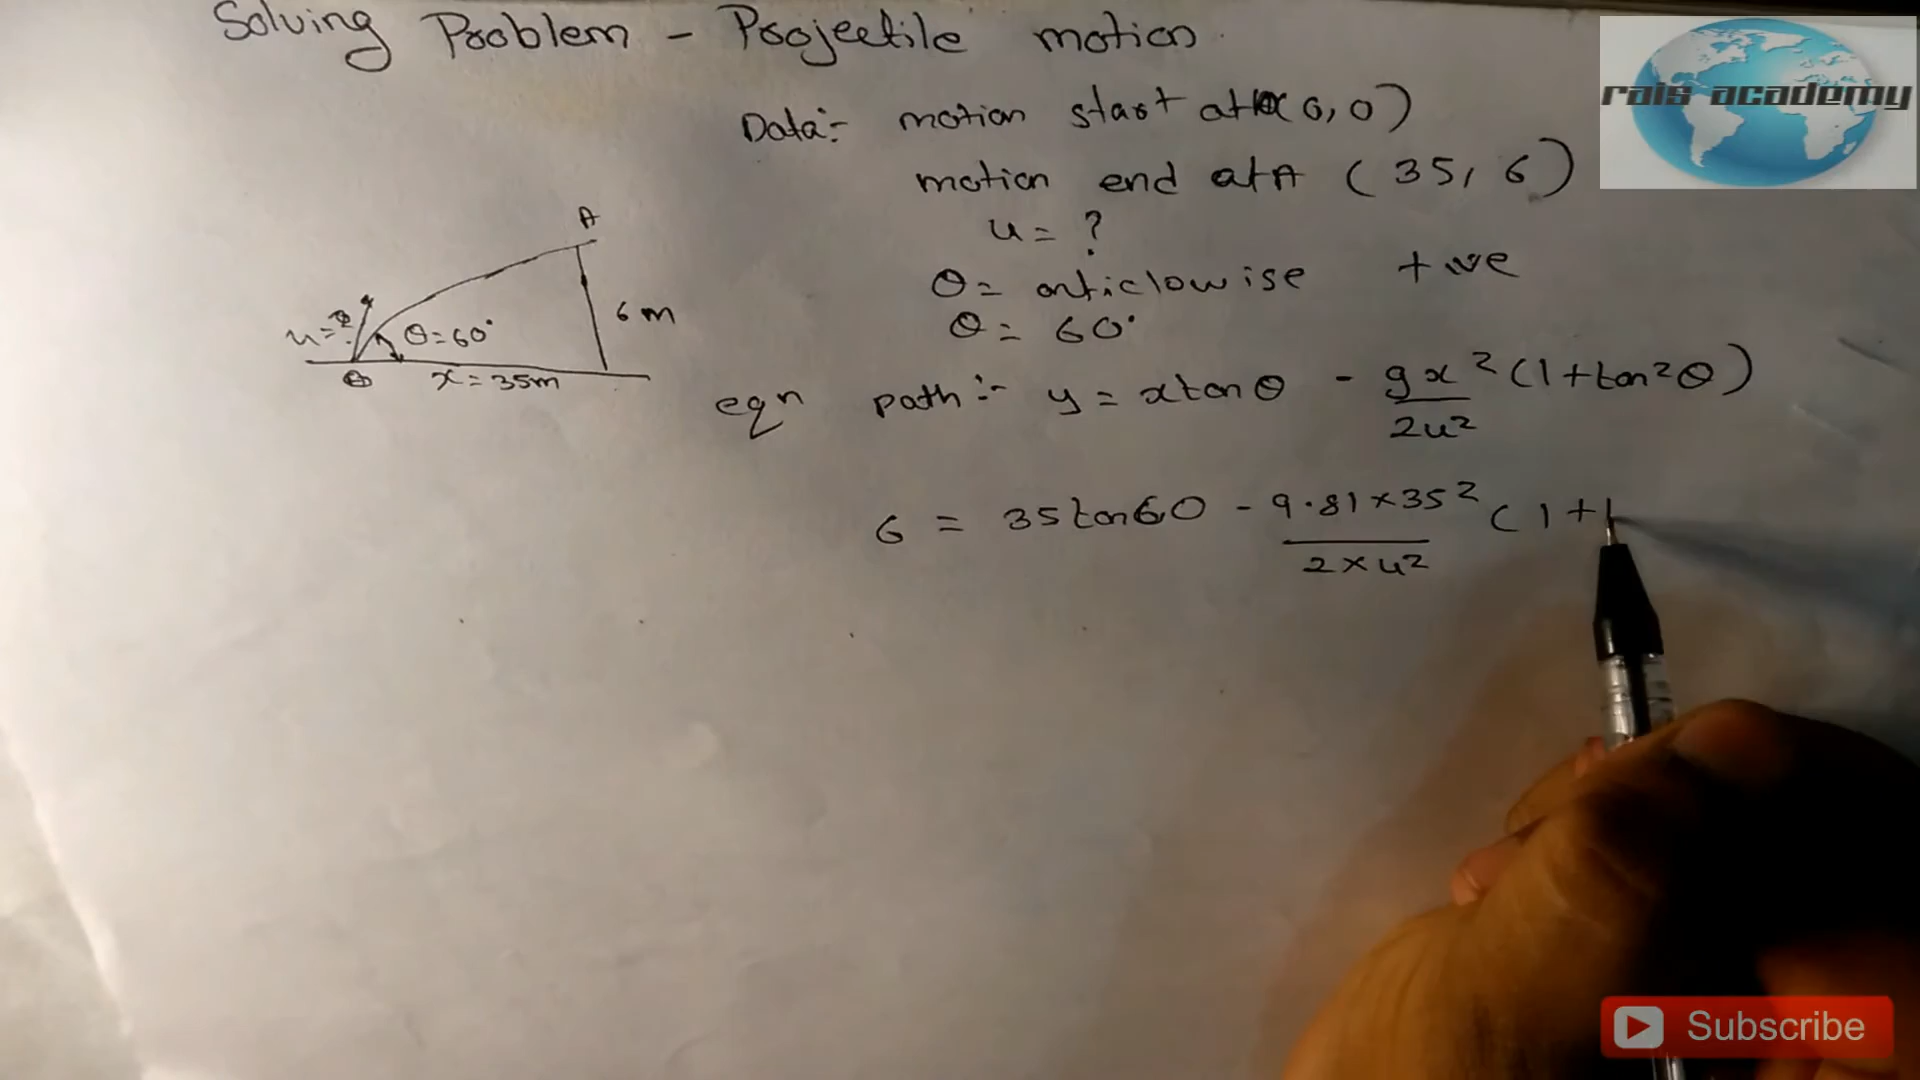 Solving Problem - Projectile motion
rais academy
Data:- motion start at (0,0)
motion end at A (35, 6)
u = ?
θ = anticlowise +ve
θ = 60°
A
6 m
u = ?
θ = 60°
x = 35m
eqn path:- y = x tan θ - gx² (1 + tan²θ)
2u²
6 = 35 tan 60 - 9.81 × 35² ( 1 +
2 × u²
Subscribe